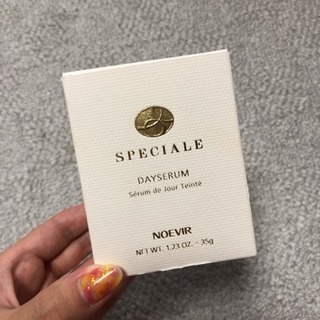 SPECIALE
DAYSERUM
Sérum de Jour Teinté
NOEVIR
NET WT. 1.23 OZ. - 35g